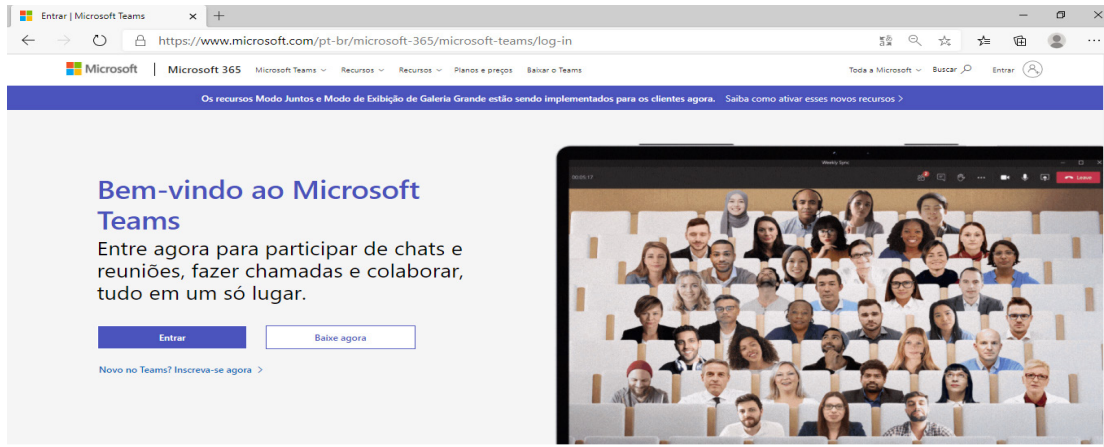 Entrar | Microsoft Teams
https://www.microsoft.com/pt-br/microsoft-365/microsoft-teams/log-in
Microsoft | Microsoft 365 Microsoft Teams Recursos Recursos Planos e preços Baixar o Teams Toda a Microsoft Buscar Entrar
Os recursos Modo Juntos e Modo de Exibição de Galeria Grande estão sendo implementados para os clientes agora. Saiba como ativar esses novos recursos >
Weekly Sync
00:05:17 Leave
Bem-vindo ao Microsoft
Teams
Entre agora para participar de chats e
reuniões, fazer chamadas e colaborar,
tudo em um só lugar.
Entrar Baixe agora
Novo no Teams? Inscreva-se agora >